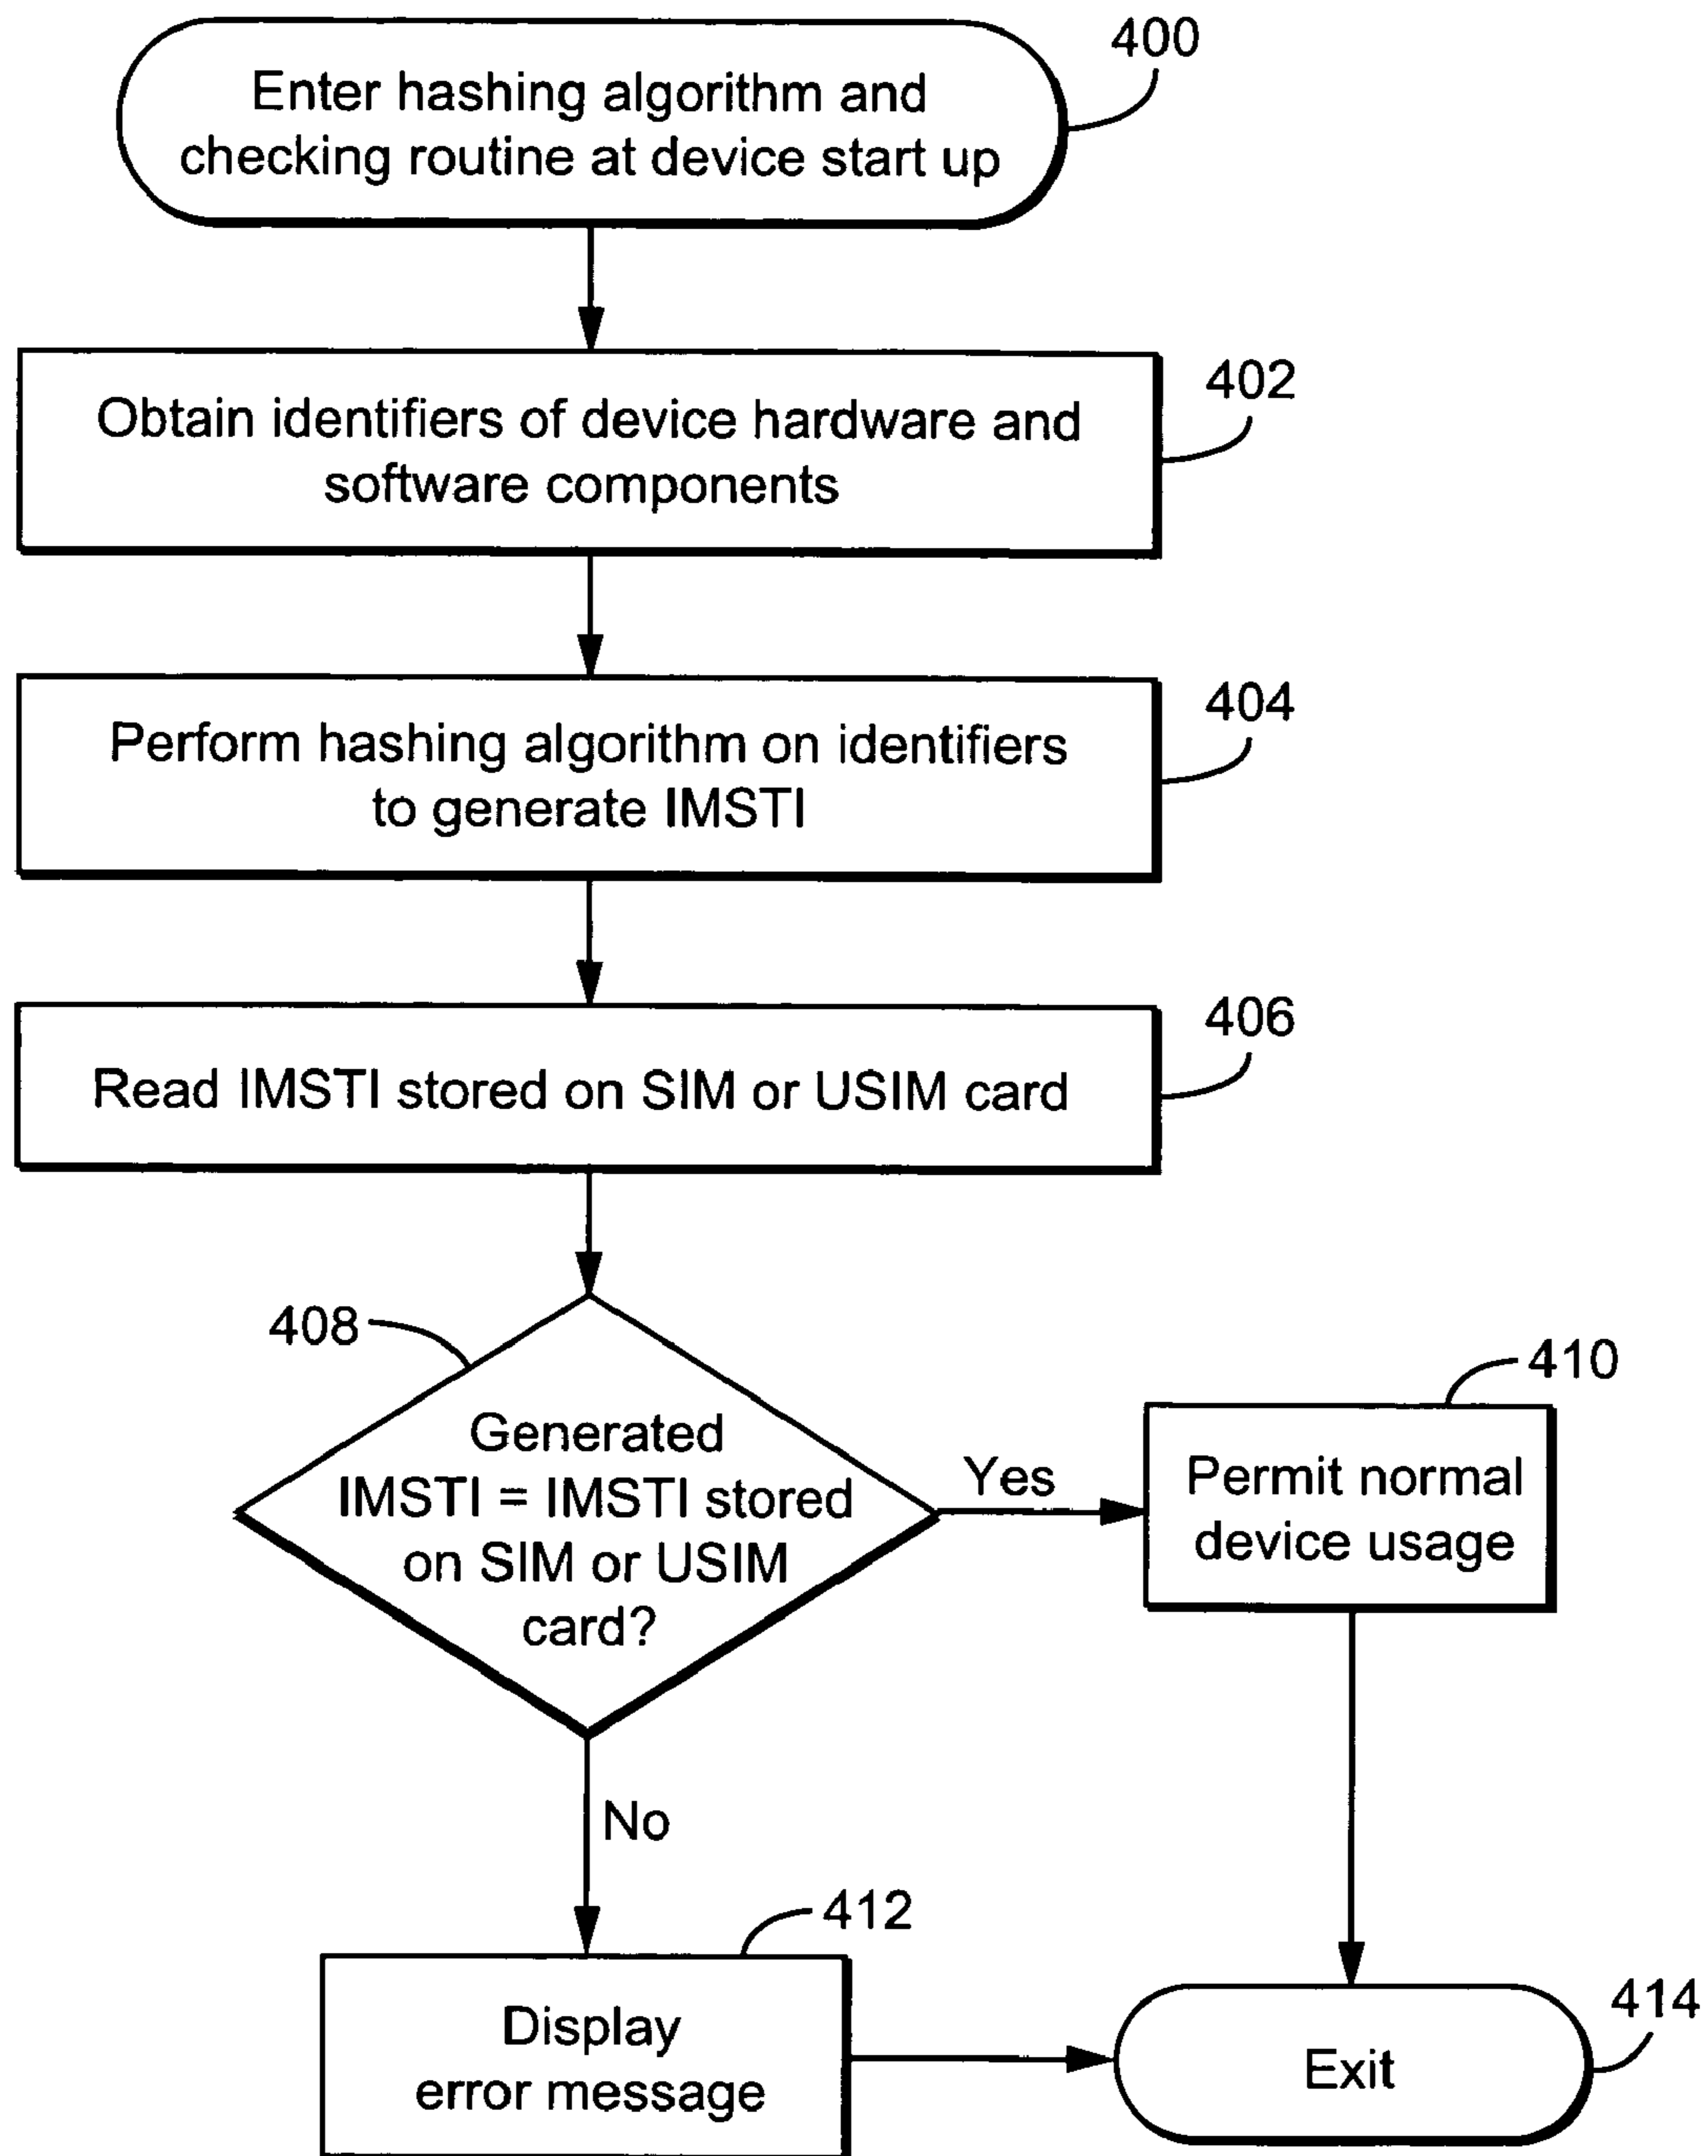 400
Enter hashing algorithm and
checking routine at device start up
402
Obtain identifiers of device hardware and
software components
404
Perform hashing algorithm on identifiers
to generate IMSTI
406
Read IMSTI stored on SIM or USIM card
408
Generated
IMSTI = IMSTI stored
on SIM or USIM
card?
Yes
410
Permit normal
device usage
No
412
Display
error message
414
Exit